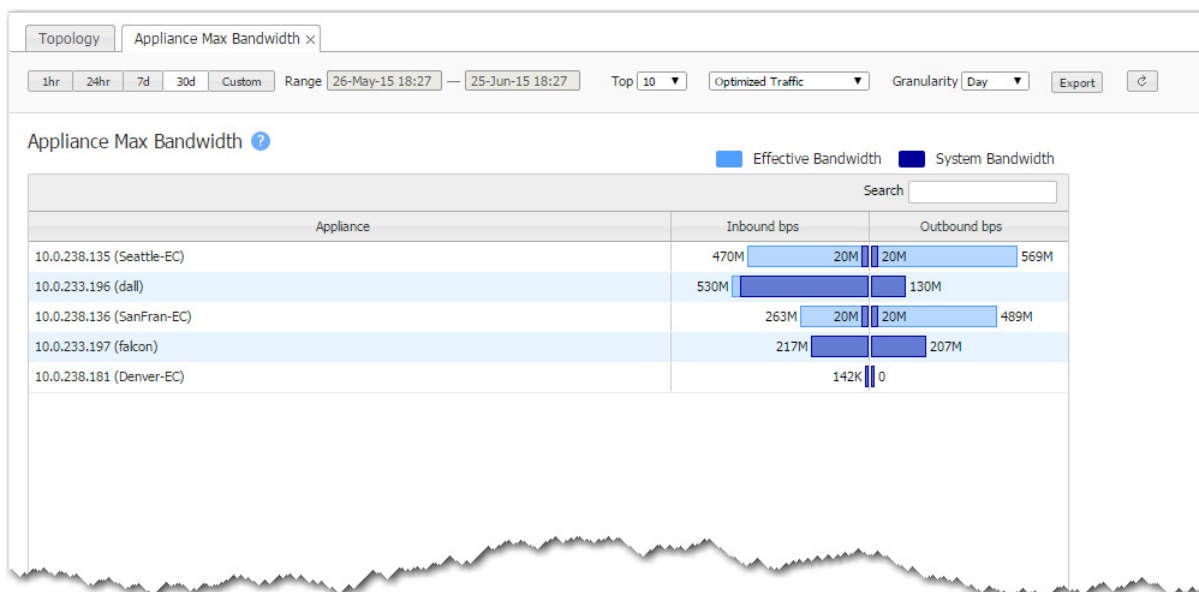 Topology Appliance Max Bandwidth ×
1hr 24hr 7d 30d Custom Range 26-May-15 18:27 — 25-Jun-15 18:27 Top 10 Optimized Traffic Granularity Day Export
Appliance Max Bandwidth ?
Effective Bandwidth System Bandwidth
Search
Appliance Inbound bps Outbound bps
10.0.238.135 (Seattle-EC) 470M 20M 20M 569M
10.0.233.196 (dall) 530M 130M
10.0.238.136 (SanFran-EC) 263M 20M 20M 489M
10.0.233.197 (falcon) 217M 207M
10.0.238.181 (Denver-EC) 142K 0